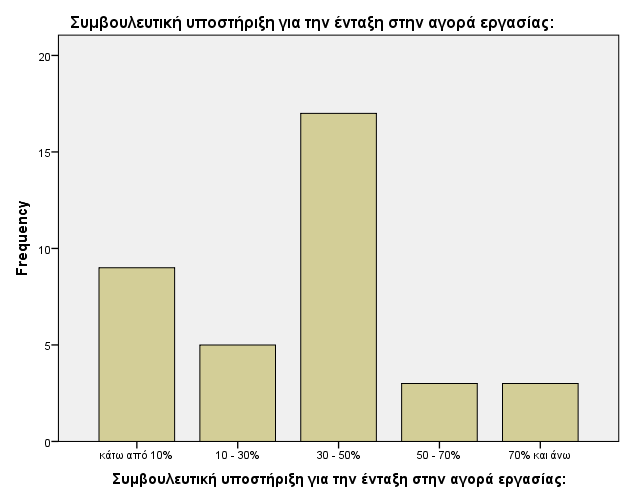 Συμβουλευτική υποστήριξη για την ένταξη στην αγορά εργασίας:
20
15
10
5
0
Frequency
κάτω από 10%
10 - 30%
30 - 50%
50 - 70%
70% και άνω
Συμβουλευτική υποστήριξη για την ένταξη στην αγορά εργασίας: